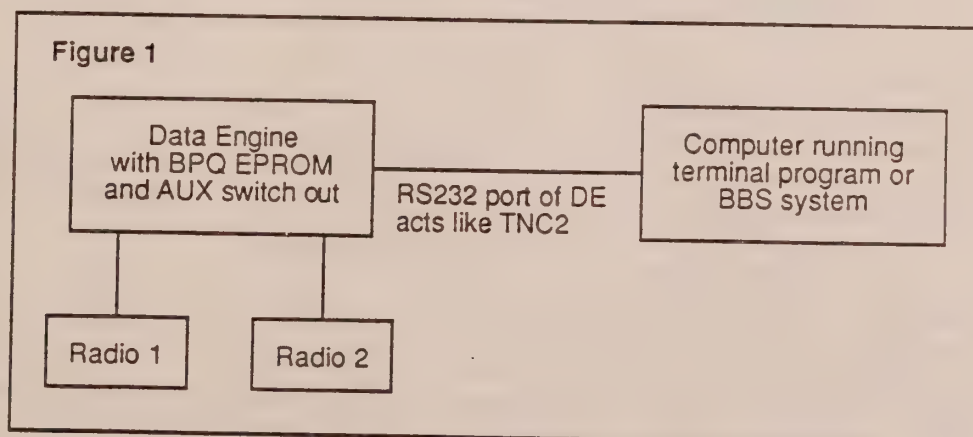 Figure 1
Data Engine
with BPQ EPROM
and AUX switch out
RS232 port of DE
acts like TNC2
Computer running
terminal program or
BBS system
Radio 1
Radio 2